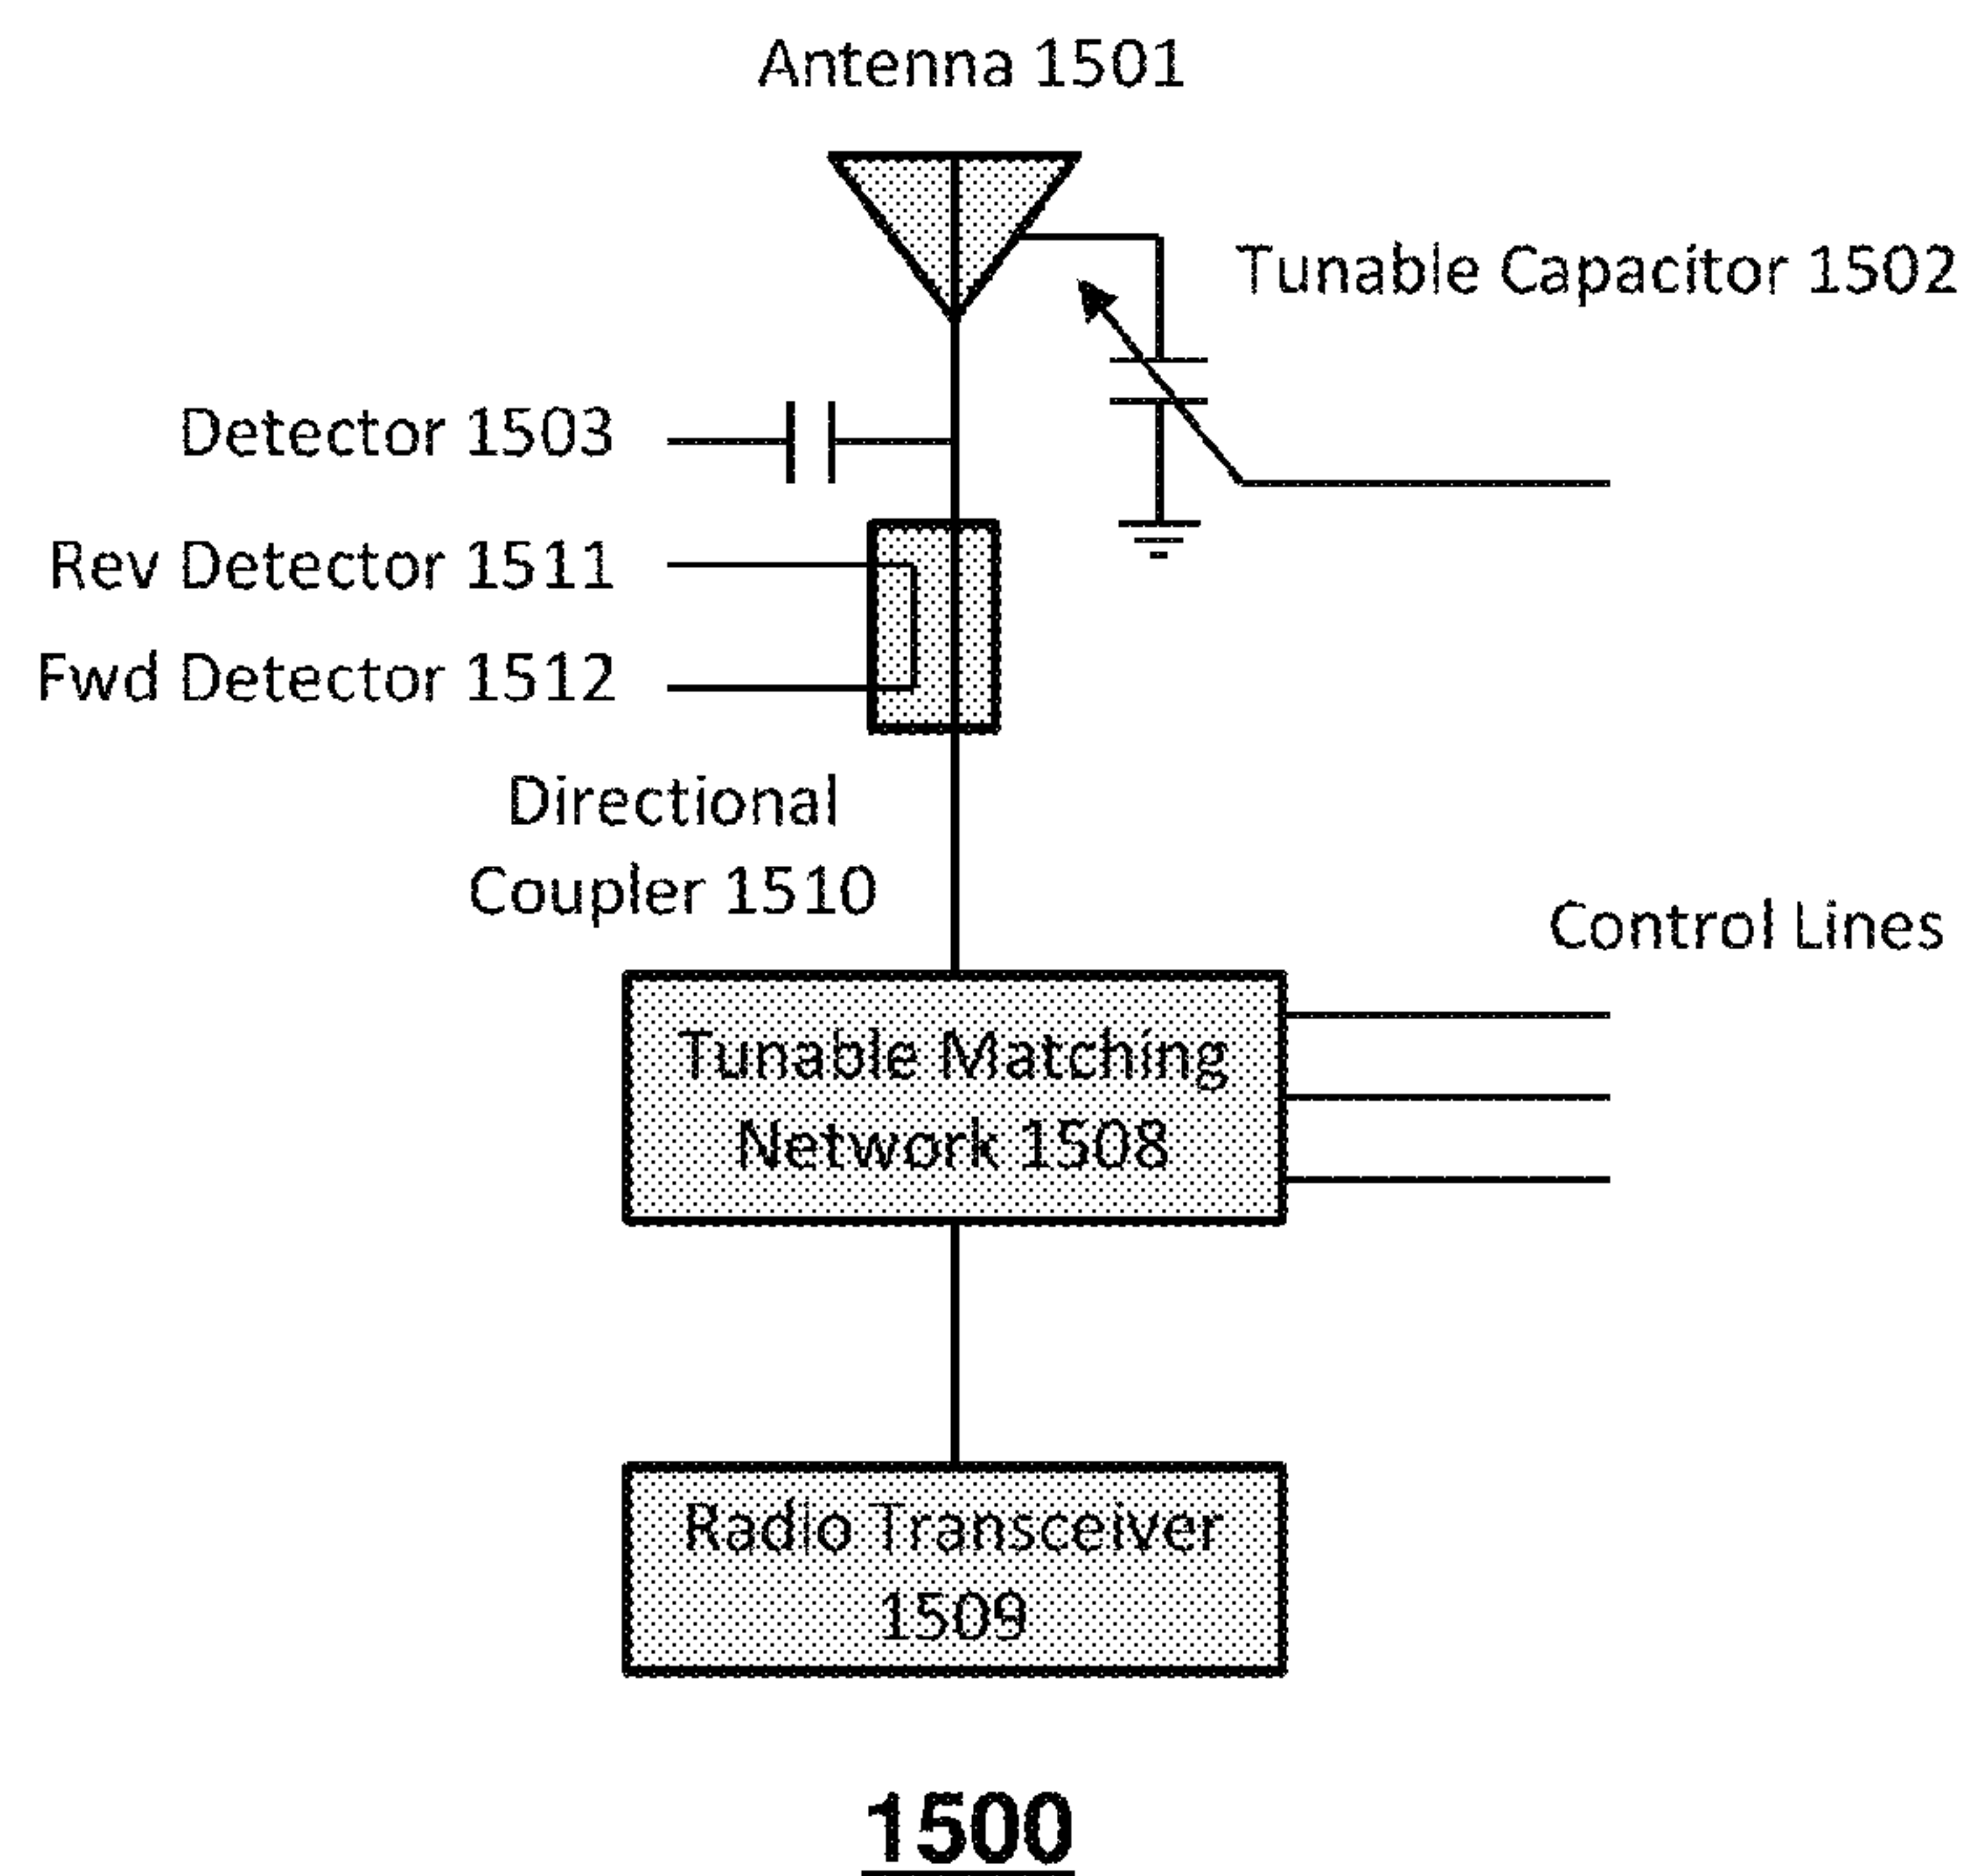 Antenna 1501
Tunable Capacitor 1502
Detector 1503
Rev Detector 1511
Fwd Detector 1512
Directional
Coupler 1510
Control Lines
Tunable Matching
Network 1508
Radio Transceiver
1509
1500